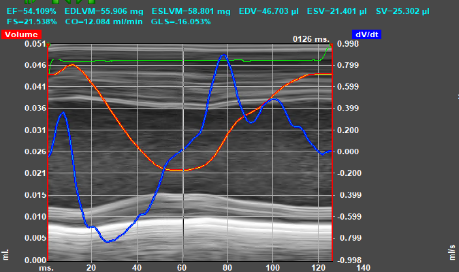 EF=54.109% EDLVM=55.906 mg ESLVM=58.801 mg EDV=46.703 µl ESV=21.401 µl SV=25.302 µl
FS=21.538% CO=12.084 ml/min GLS=-16.053%
Volume dV/dt
0126 ms.
0.051 0.998
0.046 0.799
0.041 0.599
0.036 0.399
0.031 0.200
0.026 0.000
0.020 -0.200
0.015 -0.399
0.010 -0.599
0.005 -0.799
0.000 -0.998
ms. 20 40 60 80 100 120 140
mL ml/s